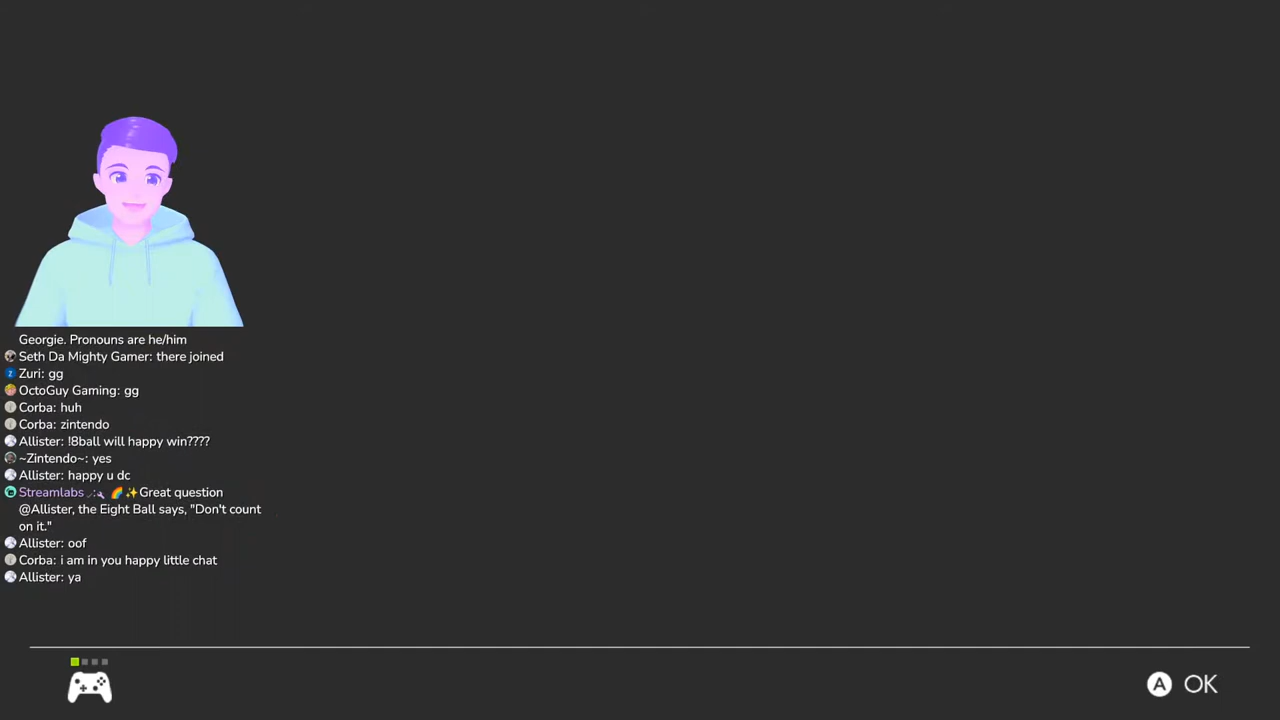 Georgie. Pronouns are he/him
Seth Da Mighty Gamer: there joined
Z Zuri: gg
OctoGuy Gaming: gg
Corba: huh
Corba: zintendo
Allister: !8ball will happy win????
~Zintendo~: yes
Allister: happy u dc
Streamlabs 🌈✨Great question
@Allister, the Eight Ball says, "Don't count
on it."
Allister: oof
Corba: i am in you happy little chat
Allister: ya
A OK